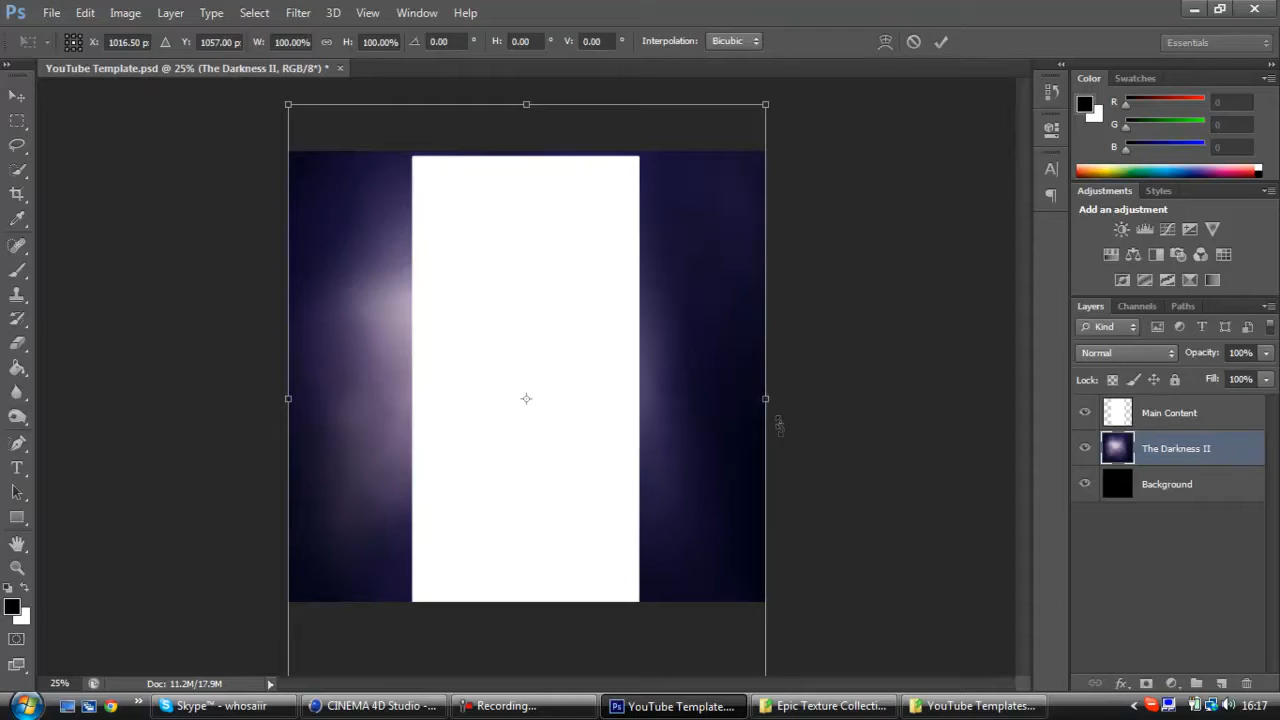 Ps File Edit Image Layer Type Select Filter 3D View Window Help
X: 1016.50 p: Y: 1057.00 p: W: 100.00% H: 100.00% 0.00 ° H: 0.00 ° V: 0.00 ° Interpolation: Bicubic Essentials
YouTube Template.psd @ 25% (The Darkness II, RGB/8*) * ×
Color Swatches
R 0
G 0
B 0
Adjustments Styles
Add an adjustment
Layers Channels Paths
Kind
Normal Opacity: 100%
Lock: Fill: 100%
Main Content
The Darkness II
Background
25% Doc: 11.2M/17.9M
Skype™ - whosaiir CINEMA 4D Studio - ... Recording... Ps YouTube Template.... Epic Texture Collecti... YouTube Templates... 16:17